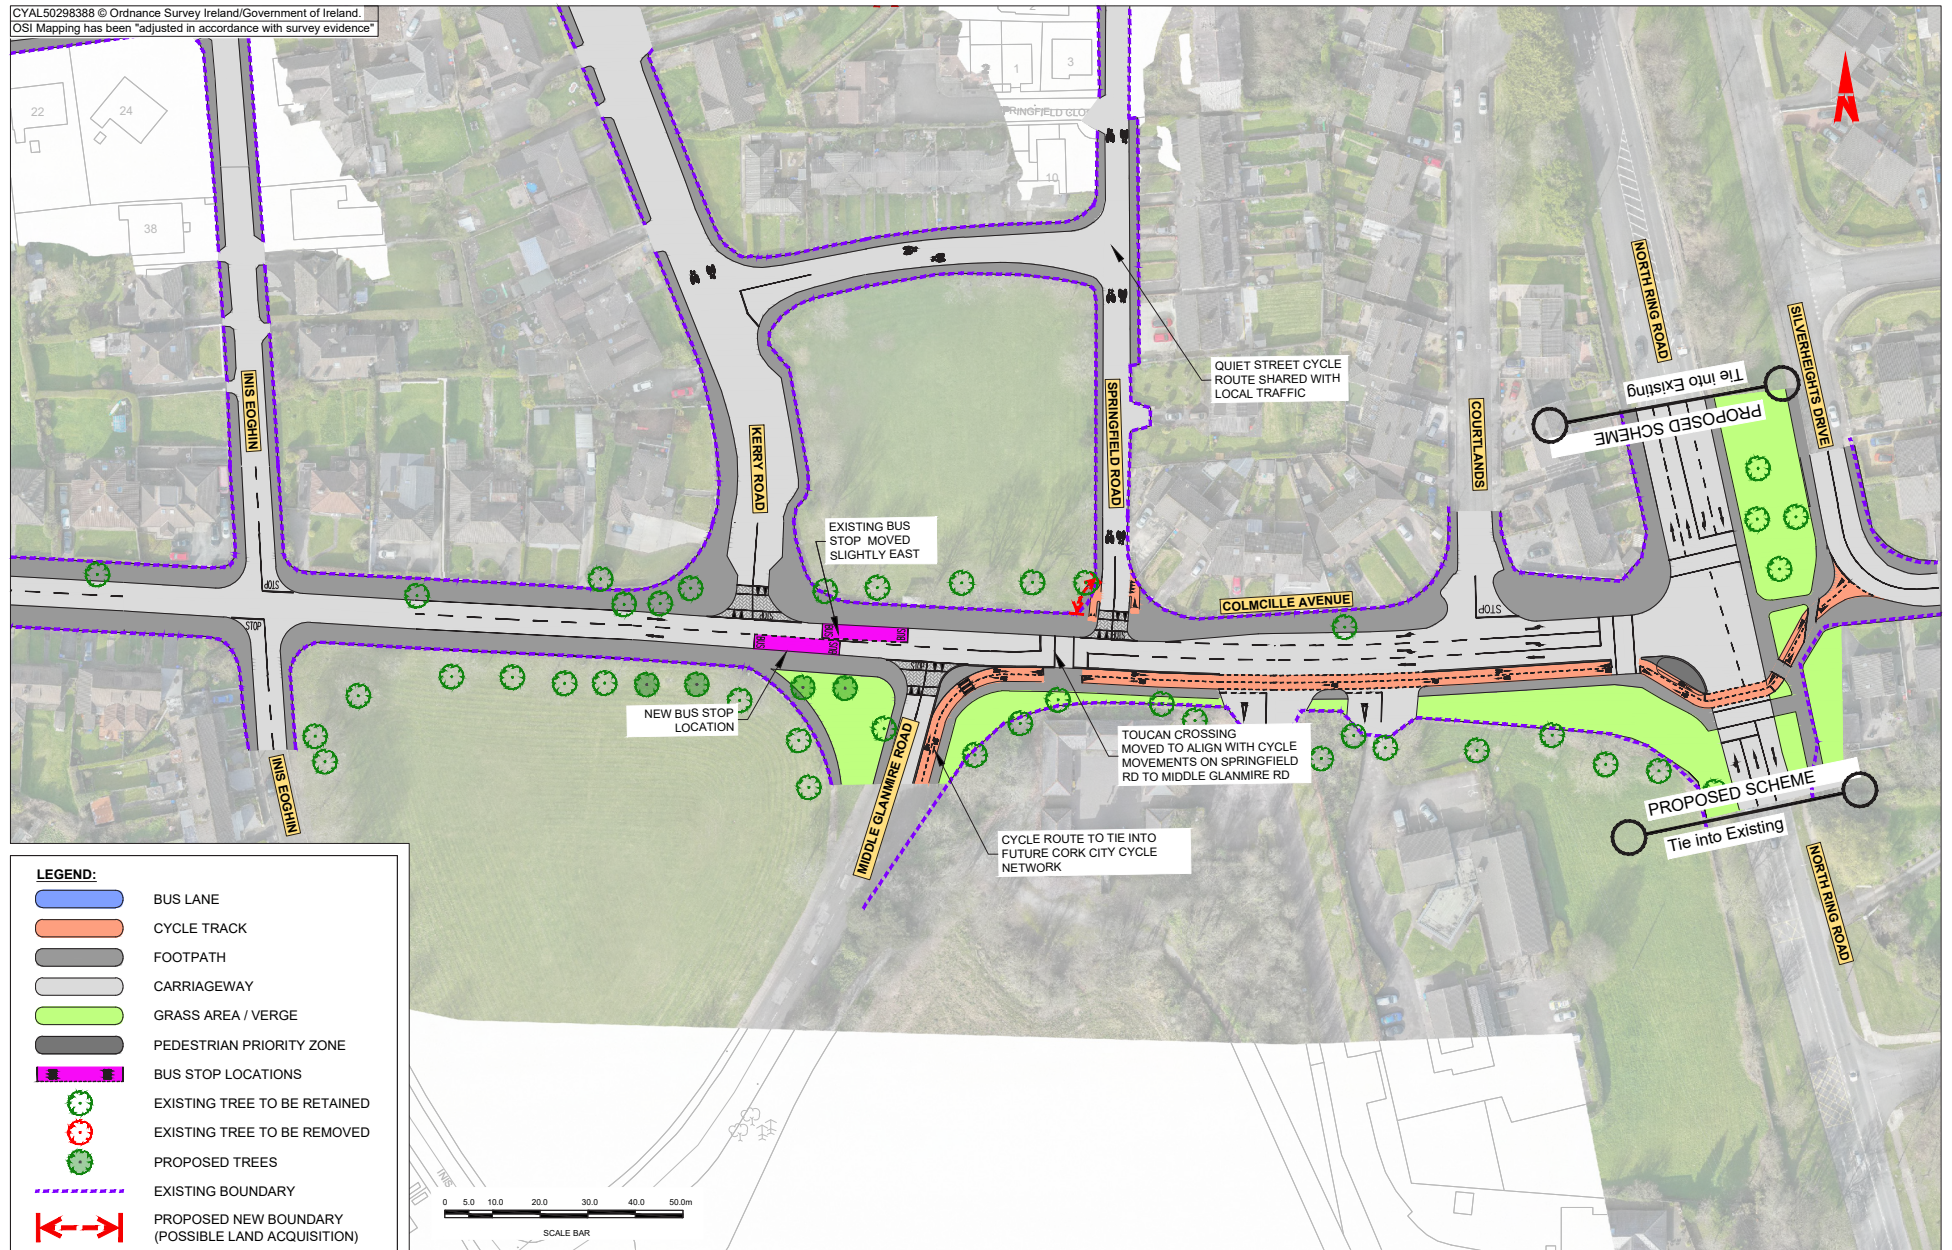 CYAL50298388 © Ordnance Survey Ireland/Government of Ireland.
OSI Mapping has been "adjusted in accordance with survey evidence"
22
24
38
2
1
3
10
N
INIS EOGHIN
KERRY ROAD
SPRINGFIELD ROAD
COURTLANDS
NORTH RING ROAD
SILVERHEIGHTS DRIVE
QUIET STREET CYCLE
ROUTE SHARED WITH
LOCAL TRAFFIC
Tie into Existing
PROPOSED SCHEME
EXISTING BUS
STOP MOVED
SLIGHTLY EAST
COLMCILLE AVENUE
STOP
STOP
STOP
STOP
STOP
BUS
BUS
NEW BUS STOP
LOCATION
INIS EOGHIN
MIDDLE GLANMIRE ROAD
TOUCAN CROSSING
MOVED TO ALIGN WITH CYCLE
MOVEMENTS ON SPRINGFIELD
RD TO MIDDLE GLANMIRE RD
CYCLE ROUTE TO TIE INTO
FUTURE CORK CITY CYCLE
NETWORK
PROPOSED SCHEME
Tie into Existing
NORTH RING ROAD
LEGEND:
BUS LANE
CYCLE TRACK
FOOTPATH
CARRIAGEWAY
GRASS AREA / VERGE
PEDESTRIAN PRIORITY ZONE
BUS STOP LOCATIONS
EXISTING TREE TO BE RETAINED
EXISTING TREE TO BE REMOVED
PROPOSED TREES
EXISTING BOUNDARY
PROPOSED NEW BOUNDARY
(POSSIBLE LAND ACQUISITION)
INIS
0 5.0 10.0 20.0 30.0 40.0 50.0m
SCALE BAR